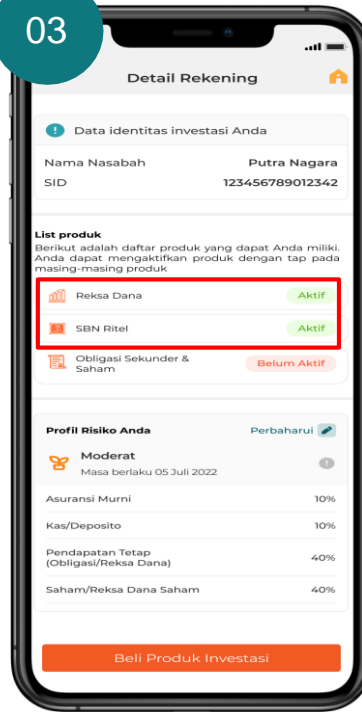 03
Detail Rekening
Data identitas investasi Anda
Nama Nasabah Putra Nagara
SID 123456789012342
List produk
Berikut adalah daftar produk yang dapat Anda miliki.
Anda dapat mengaktifkan produk dengan tap pada
masing-masing produk
Reksa Dana Aktif
SBN Ritel Aktif
Obligasi Sekunder &
Saham Belum Aktif
Profil Risiko Anda Perbaharui
Moderat
Masa berlaku 05 Juli 2022
Asuransi Murni 10%
Kas/Deposito 10%
Pendapatan Tetap
(Obligasi/Reksa Dana) 40%
Saham/Reksa Dana Saham 40%
Beli Produk Investasi